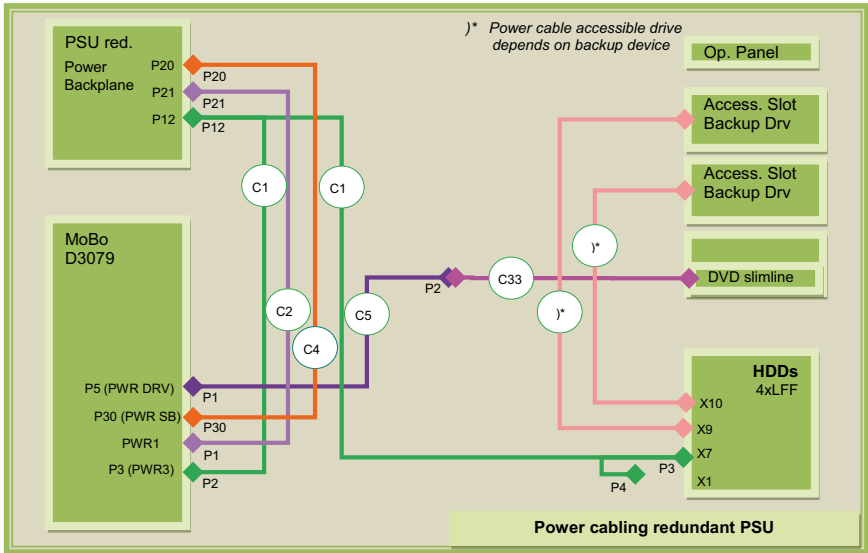 )* Power cable accessible drive
depends on backup device
PSU red.
Power
Backplane
P20
P21
P12
P20
P21
P12
Op. Panel
Access. Slot
Backup Drv
Access. Slot
Backup Drv
DVD slimline
C1
C1
MoBo
D3079
)*
P2
C33
C2
C5
)*
C4
P5 (PWR DRV)
P30 (PWR SB)
PWR1
P3 (PWR3)
P1
P30
P1
P2
HDDs
4xLFF
X10
X9
X7
X1
P3
P4
Power cabling redundant PSU